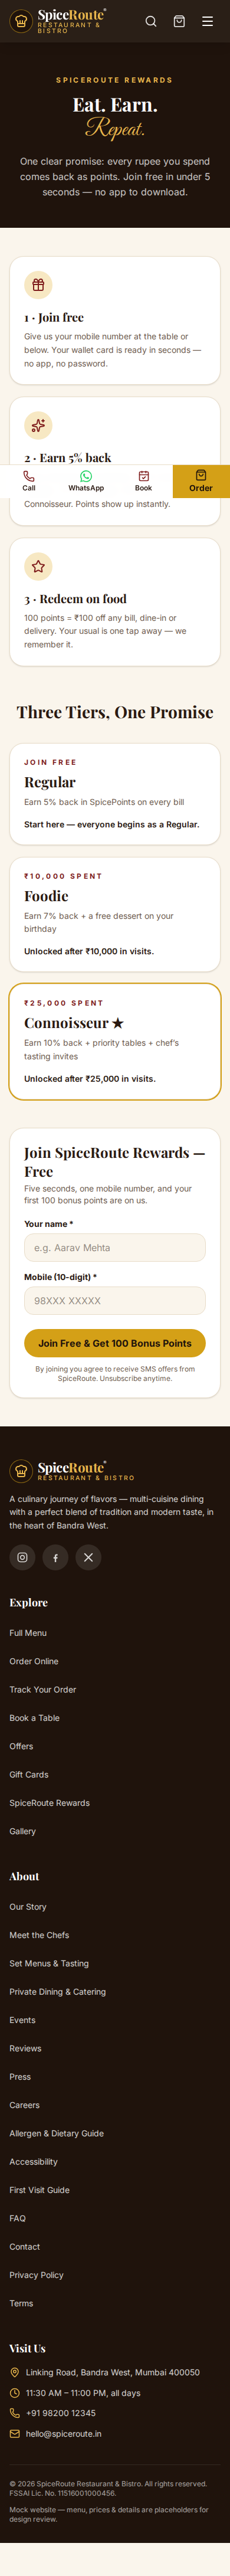 SpiceRoute®
RESTAURANT &
BISTRO
SPICEROUTE REWARDS
Eat. Earn.
Repeat.
One clear promise: every rupee you spend
comes back as points. Join free in under 5
seconds — no app to download.
1 · Join free
Give us your mobile number at the table or
below. Your wallet card is ready in seconds —
no app, no password.
2 · Earn 5% back
Call
WhatsApp
Book
Order
Connoisseur. Points show up instantly.
3 · Redeem on food
100 points = ₹100 off any bill, dine-in or
delivery. Your usual is one tap away — we
remember it.
Three Tiers, One Promise
JOIN FREE
Regular
Earn 5% back in SpicePoints on every bill
Start here — everyone begins as a Regular.
₹10,000 SPENT
Foodie
Earn 7% back + a free dessert on your
birthday
Unlocked after ₹10,000 in visits.
₹25,000 SPENT
Connoisseur ★
Earn 10% back + priority tables + chef's
tasting invites
Unlocked after ₹25,000 in visits.
Join SpiceRoute Rewards —
Free
Five seconds, one mobile number, and your
first 100 bonus points are on us.
Your name *
e.g. Aarav Mehta
Mobile (10-digit) *
98XXX XXXXX
Join Free & Get 100 Bonus Points
By joining you agree to receive SMS offers from
SpiceRoute. Unsubscribe anytime.
SpiceRoute®
RESTAURANT & BISTRO
A culinary journey of flavors — multi-cuisine dining
with a perfect blend of tradition and modern taste, in
the heart of Bandra West.
Explore
Full Menu
Order Online
Track Your Order
Book a Table
Offers
Gift Cards
SpiceRoute Rewards
Gallery
About
Our Story
Meet the Chefs
Set Menus & Tasting
Private Dining & Catering
Events
Reviews
Press
Careers
Allergen & Dietary Guide
Accessibility
First Visit Guide
FAQ
Contact
Privacy Policy
Terms
Visit Us
Linking Road, Bandra West, Mumbai 400050
11:30 AM – 11:00 PM, all days
+91 98200 12345
hello@spiceroute.in
© 2026 SpiceRoute Restaurant & Bistro. All rights reserved.
FSSAI Lic. No. 11516001000456.
Mock website — menu, prices & details are placeholders for
design review.